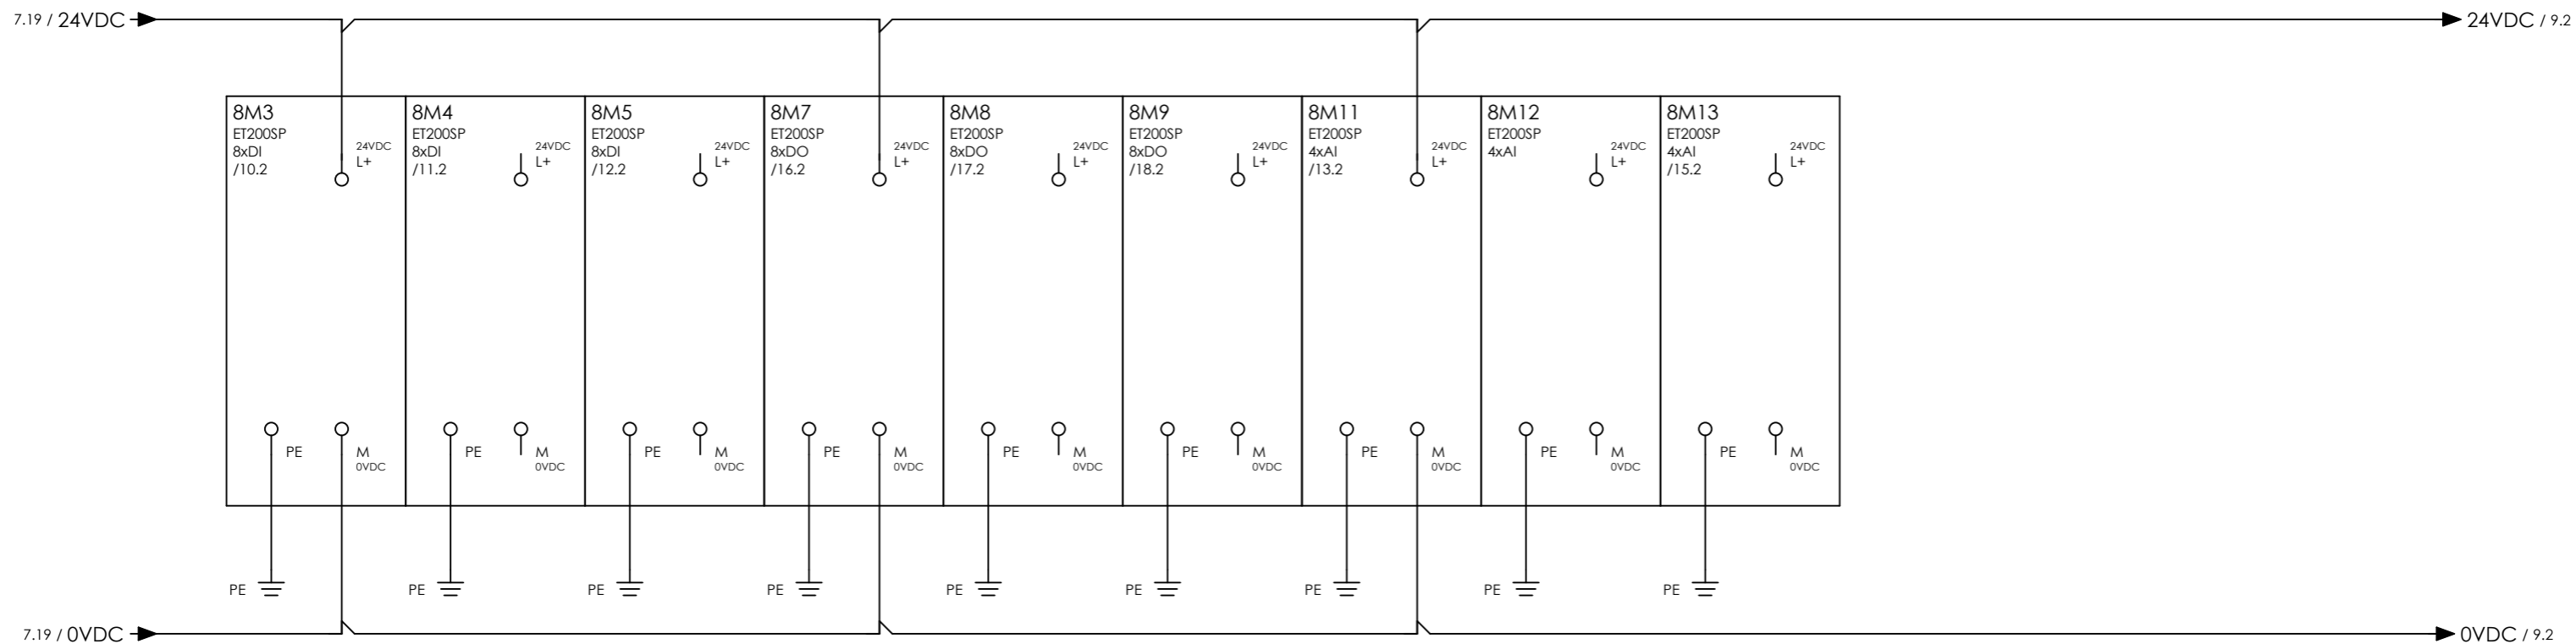 7.19 / 24VDC
24VDC / 9.2
8M3
ET200SP
8xDI
/10.2
24VDC
L+
PE
M
0VDC
PE
8M4
ET200SP
8xDI
/11.2
24VDC
L+
PE
M
0VDC
PE
8M5
ET200SP
8xDI
/12.2
24VDC
L+
PE
M
0VDC
PE
8M7
ET200SP
8xDO
/16.2
24VDC
L+
PE
M
0VDC
PE
8M8
ET200SP
8xDO
/17.2
24VDC
L+
PE
M
0VDC
PE
8M9
ET200SP
8xDO
/18.2
24VDC
L+
PE
M
0VDC
PE
8M11
ET200SP
4xAI
/13.2
24VDC
L+
PE
M
0VDC
PE
8M12
ET200SP
4xAI
24VDC
L+
PE
M
0VDC
PE
8M13
ET200SP
4xAI
/15.2
24VDC
L+
PE
M
0VDC
PE
7.19 / 0VDC
0VDC / 9.2